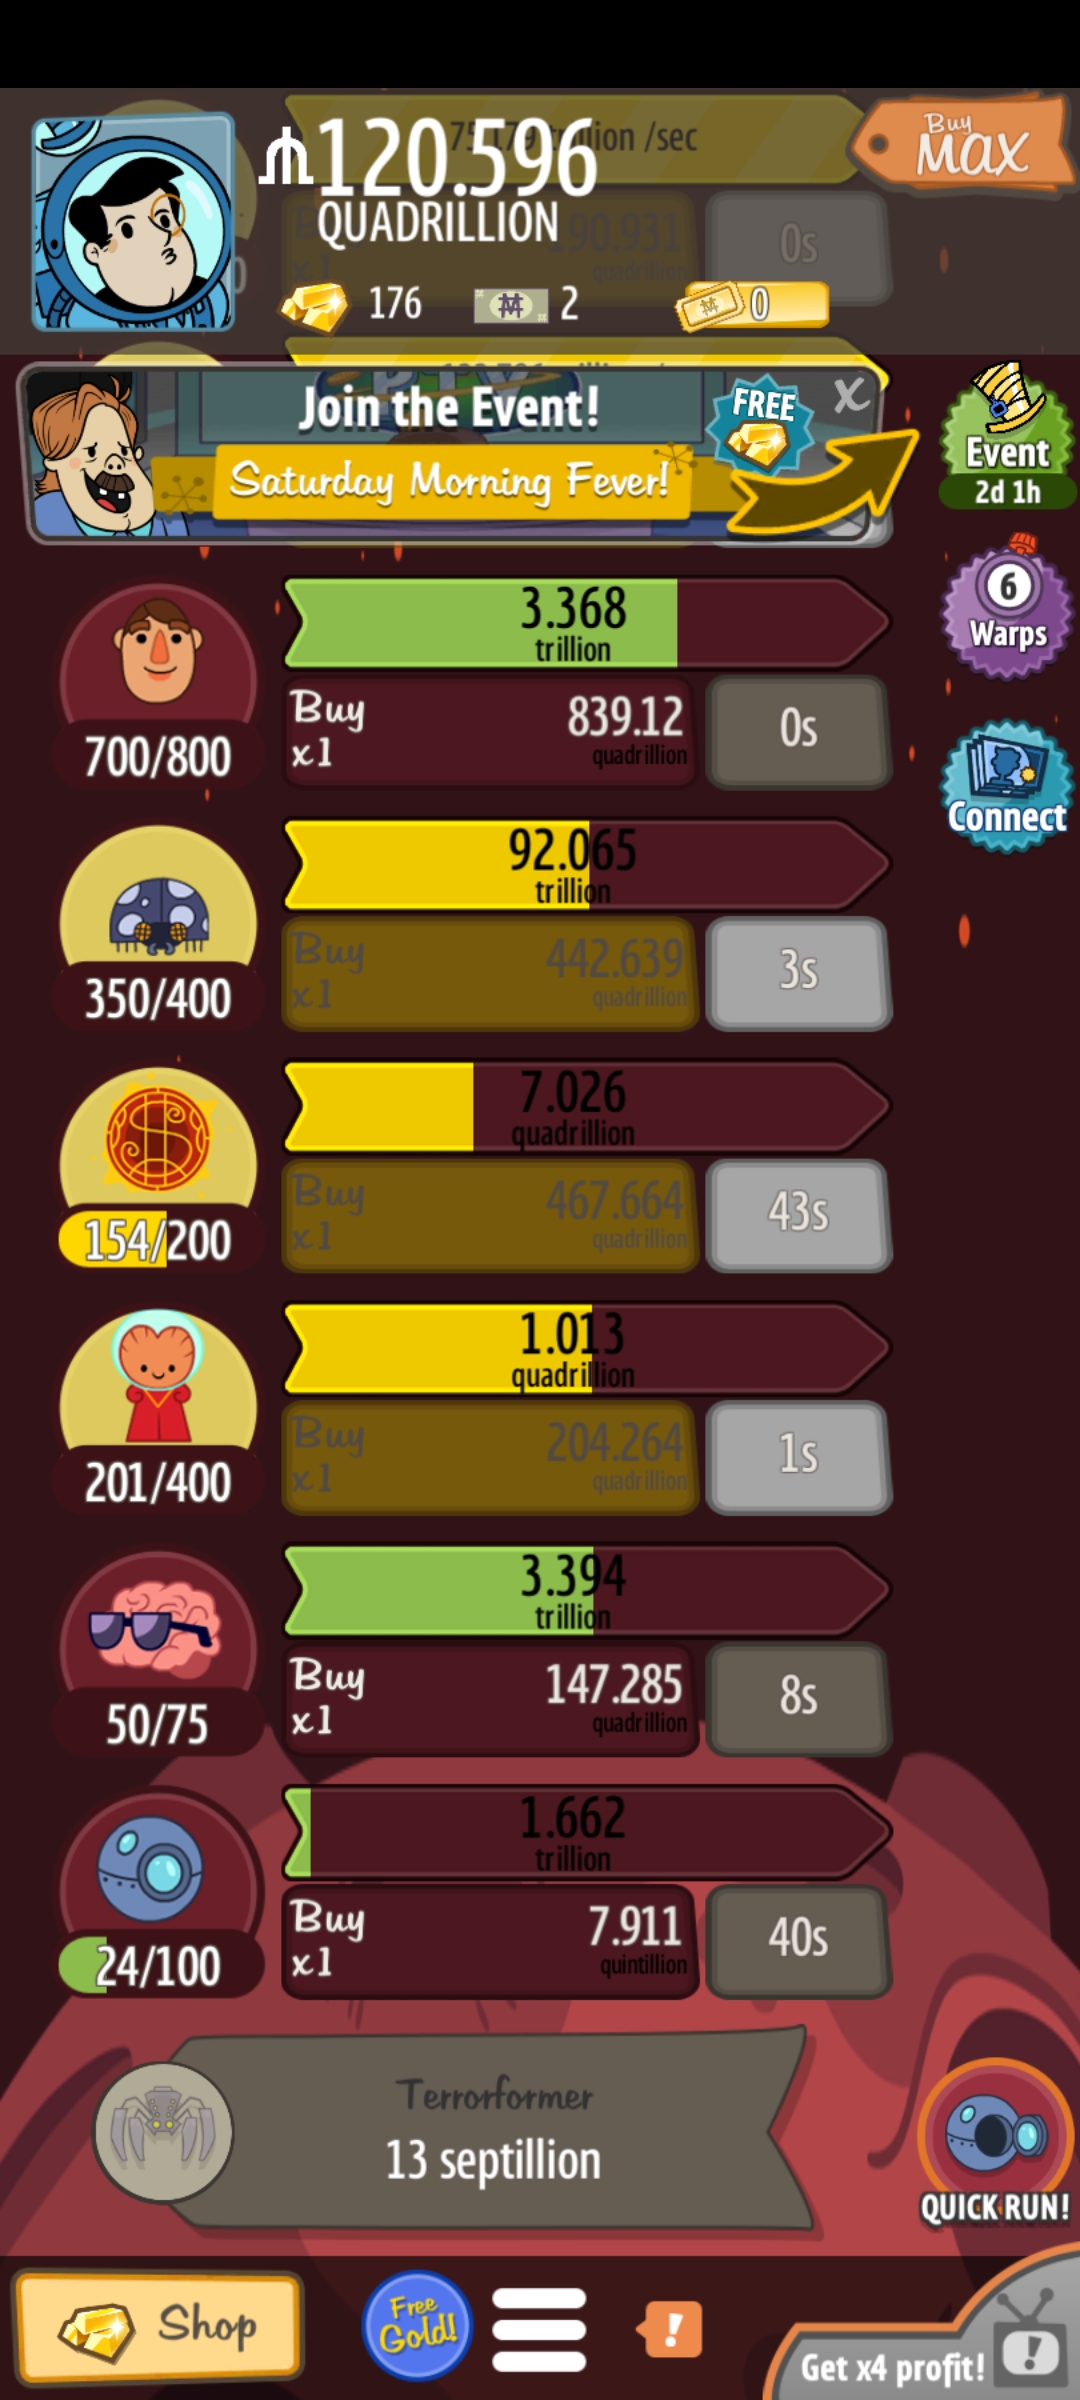 /sec
120.596
QUADRILLION
Buy
MAX
190.931
quadrillion
0s
176
2
0
Join the Event!
FREE
X
Saturday Morning Fever!
Event
2d 1h
6
Warps
Connect
3.368
trillion
Buy
x1
839.12
quadrillion
0s
700/800
92.065
trillion
Buy
x1
442.639
quadrillion
3s
350/400
7.026
quadrillion
Buy
x1
467.664
quadrillion
43s
154/200
1.013
quadrillion
Buy
x1
204.264
quadrillion
1s
201/400
3.394
trillion
Buy
x1
147.285
quadrillion
8s
50/75
1.662
trillion
Buy
x1
7.911
quintillion
40s
24/100
Terrorformer
13 septillion
QUICK RUN!
Shop
Free
Gold!
!
Get x4 profit!
!